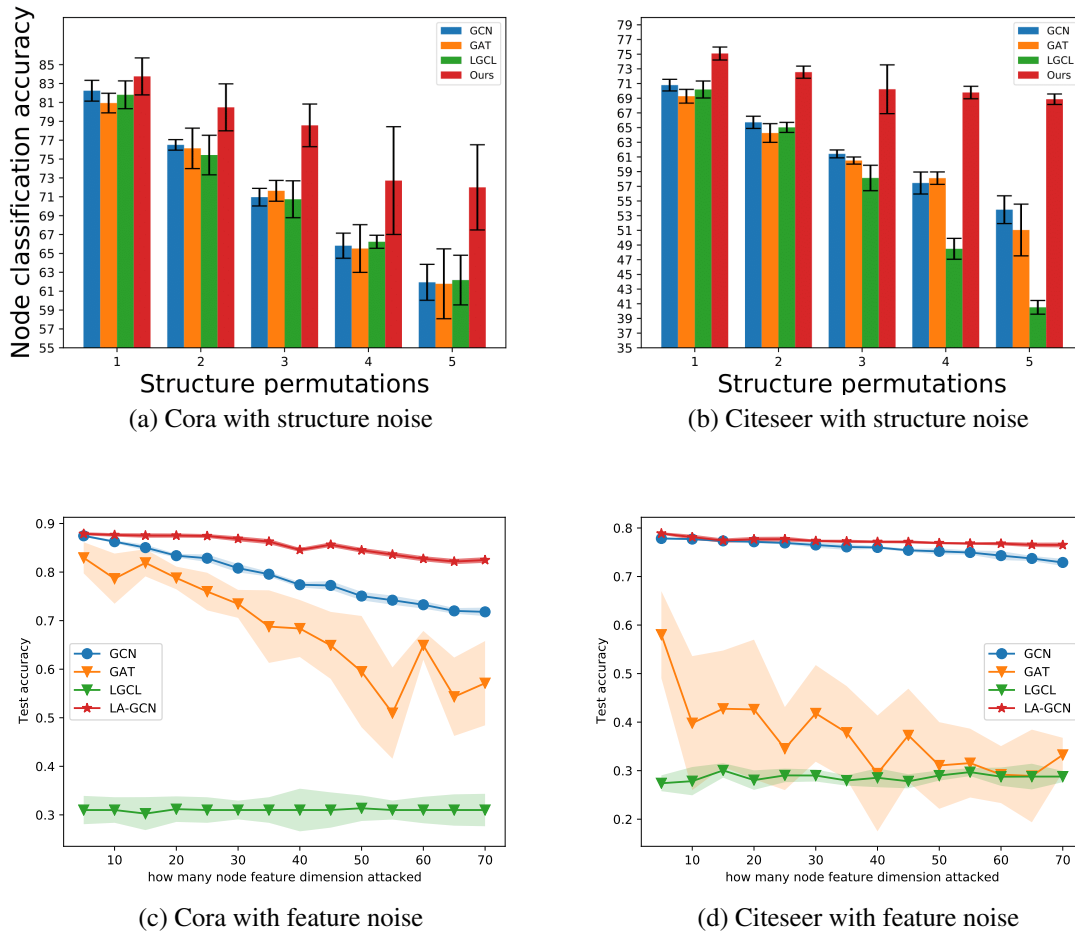 Node classification accuracy
85
83
81
79
77
75
73
71
69
67
65
63
61
59
57
55
1 2 3 4 5
Structure permutations
GCN
GAT
LGCL
Ours
(a) Cora with structure noise
79
77
75
73
71
69
67
65
63
61
59
57
55
53
51
49
47
45
43
41
39
37
35
1 2 3 4 5
Structure permutations
GCN
GAT
LGCL
Ours
(b) Citeseer with structure noise
Test accuracy
0.9
0.8
0.7
0.6
0.5
0.4
0.3
10 20 30 40 50 60 70
how many node feature dimension attacked
GCN
GAT
LGCL
LA-GCN
(c) Cora with feature noise
Test accuracy
0.8
0.7
0.6
0.5
0.4
0.3
0.2
10 20 30 40 50 60 70
how many node feature dimension attacked
GCN
GAT
LGCL
LA-GCN
(d) Citeseer with feature noise